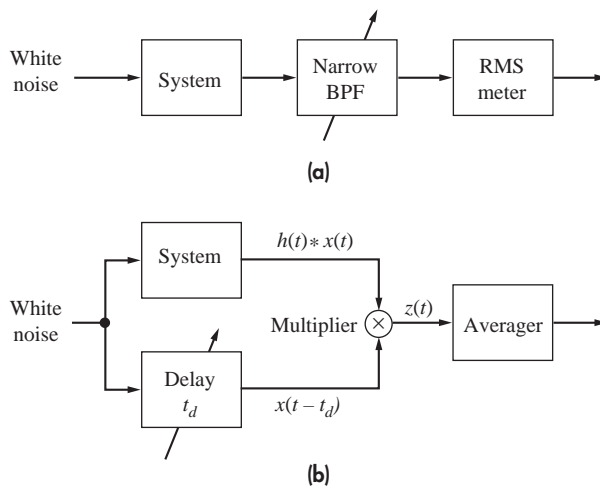 White
noise
System
Narrow
BPF
RMS
meter
(a)
System
h(t) * x(t)
White
noise
Multiplier
×
z(t)
Averager
Delay
t_d
x(t – t_d)
(b)